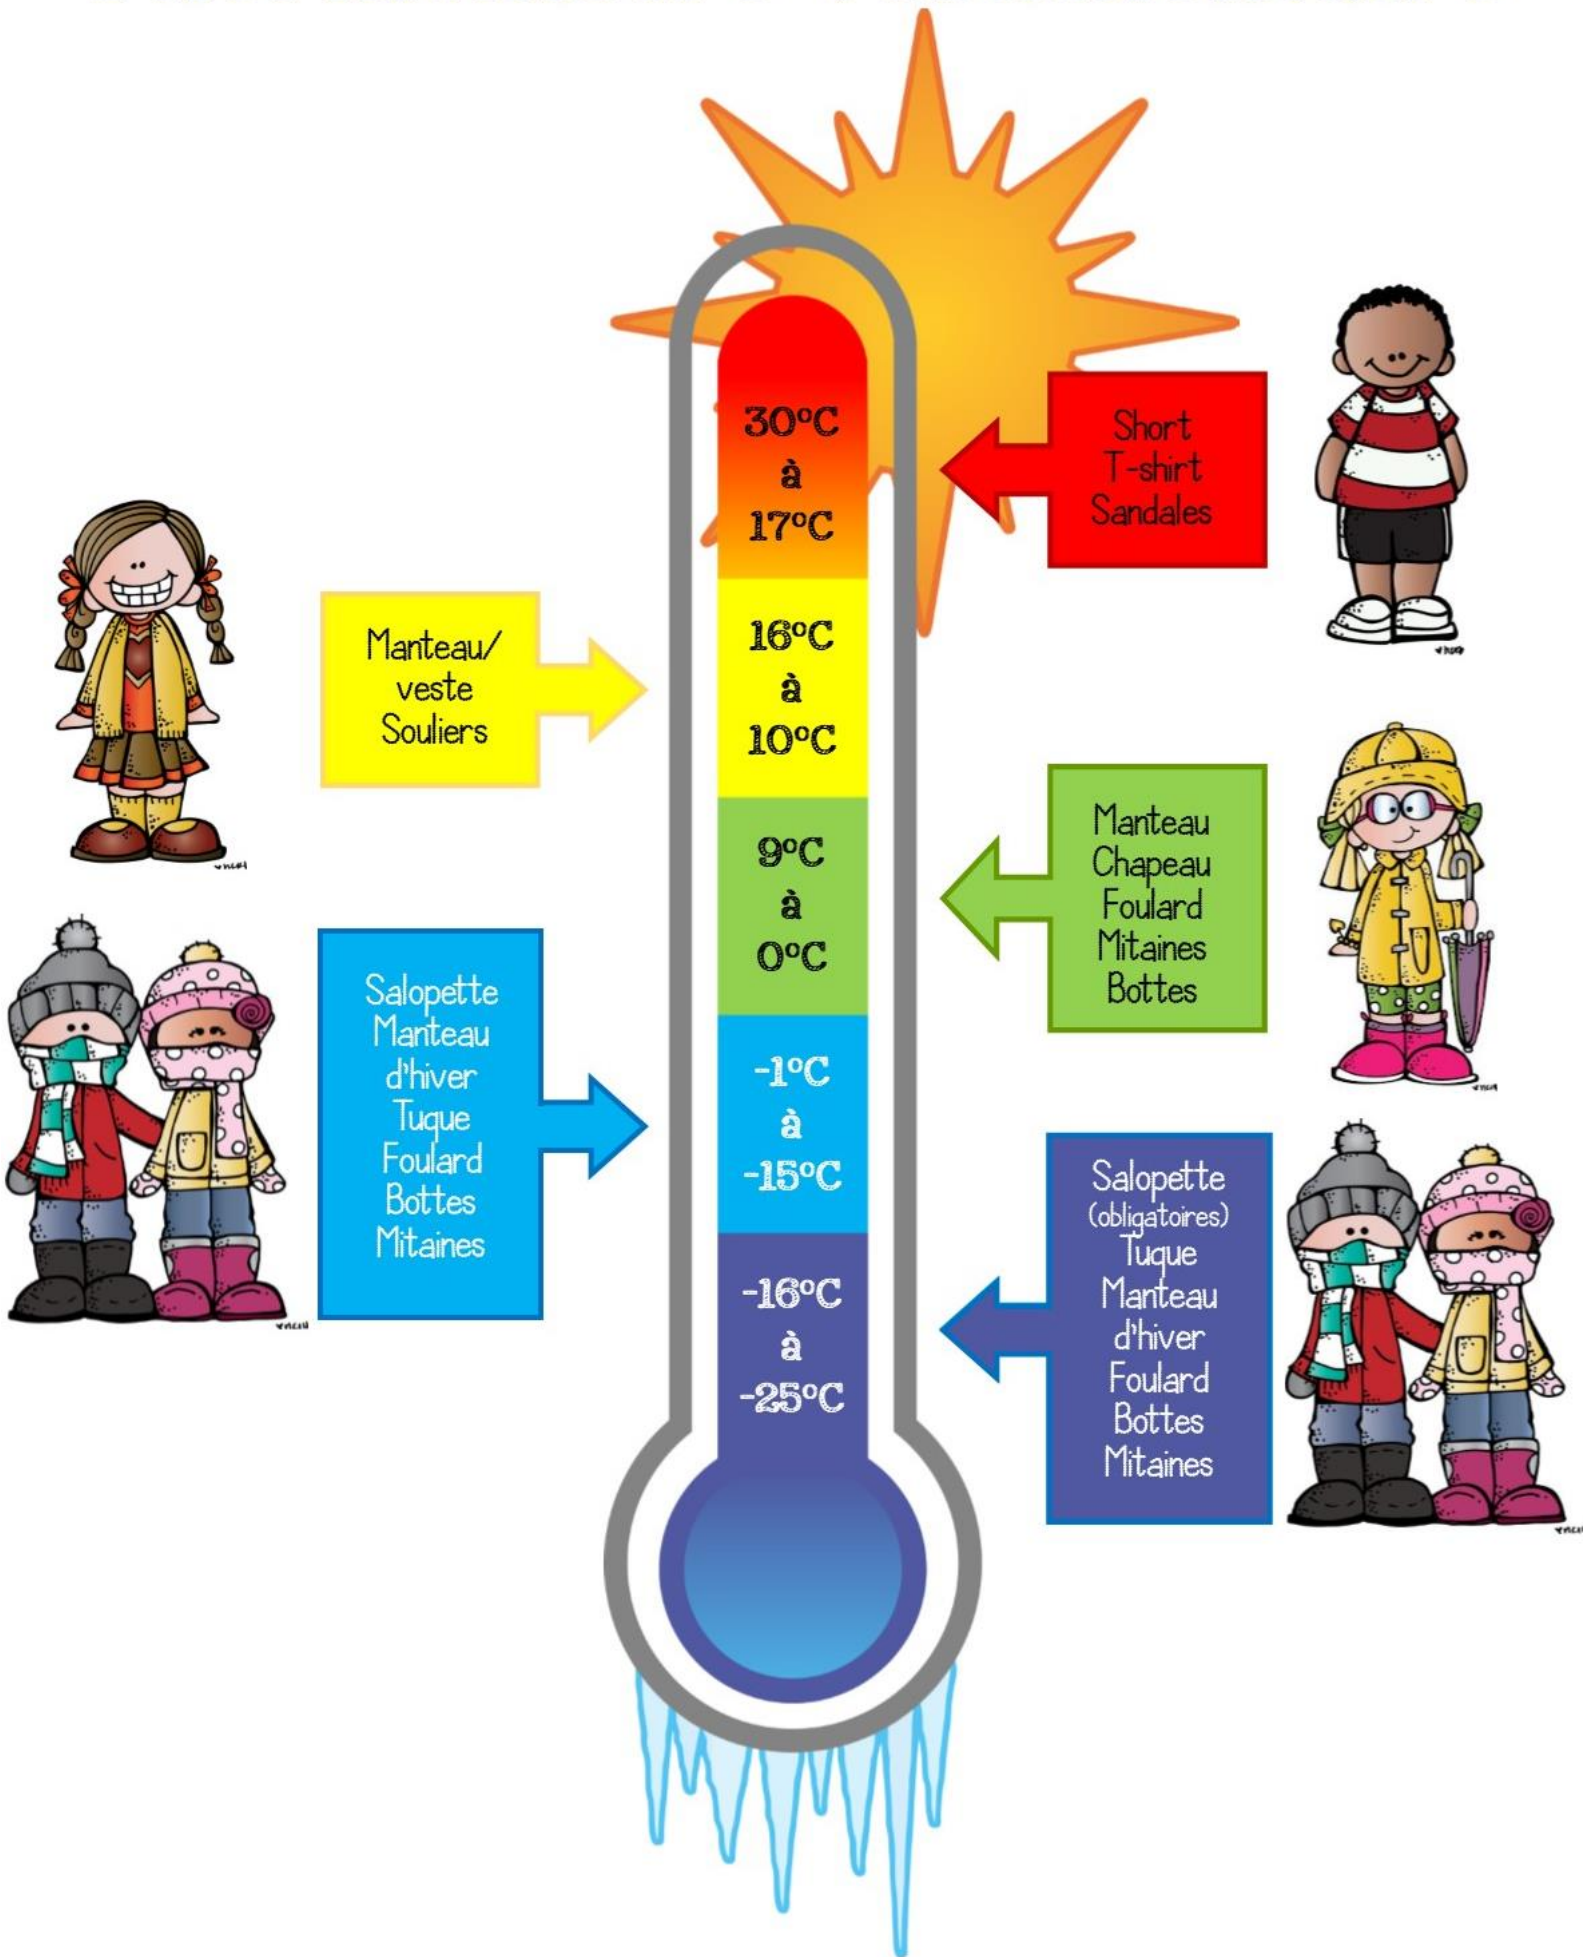 30°C
à
17°C
Short
T-shirt
Sandales
Manteau/
veste
Souliers
16°C
à
10°C
9°C
à
0°C
Manteau
Chapeau
Foulard
Mitaines
Bottes
Salopette
Manteau
d'hiver
Tuque
Foulard
Bottes
Mitaines
-1°C
à
-15°C
-16°C
à
-25°C
Salopette
(obligatoires)
Tuque
Manteau
d'hiver
Foulard
Bottes
Mitaines